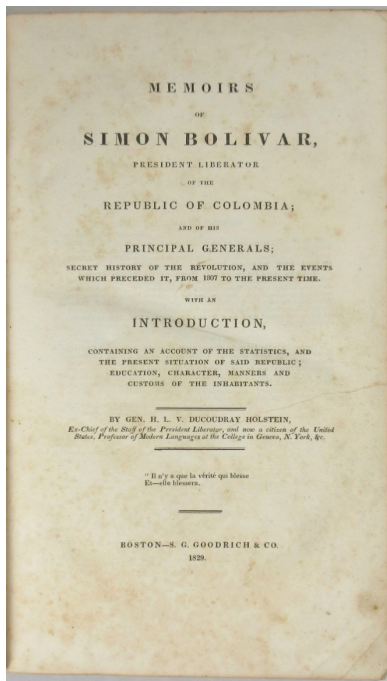 MEMOIRS
OF
SIMON BOLIVAR,
PRESIDENT LIBERATOR
OF THE
REPUBLIC OF COLOMBIA;
AND OF HIS
PRINCIPAL GENERALS;
SECRET HISTORY OF THE REVOLUTION, AND THE EVENTS
WHICH PRECEDED IT, FROM 1807 TO THE PRESENT TIME.
WITH AN
INTRODUCTION,
CONTAINING AN ACCOUNT OF THE STATISTICS, AND
THE PRESENT SITUATION OF SAID REPUBLIC;
EDUCATION, CHARACTER, MANNERS AND
CUSTOMS OF THE INHABITANTS.
BY GEN. H. L. V. DUCOUDRAY HOLSTEIN,
Ex-Chief of the Staff of the President Liberator, and now a citizen of the United
States, Professor of Modern Languages at the College in Geneva, N. York, &c.
"Il n'y a que la vérité qui blesse
Et—elle blessera.
BOSTON—S. G. GOODRICH & CO.
1829.